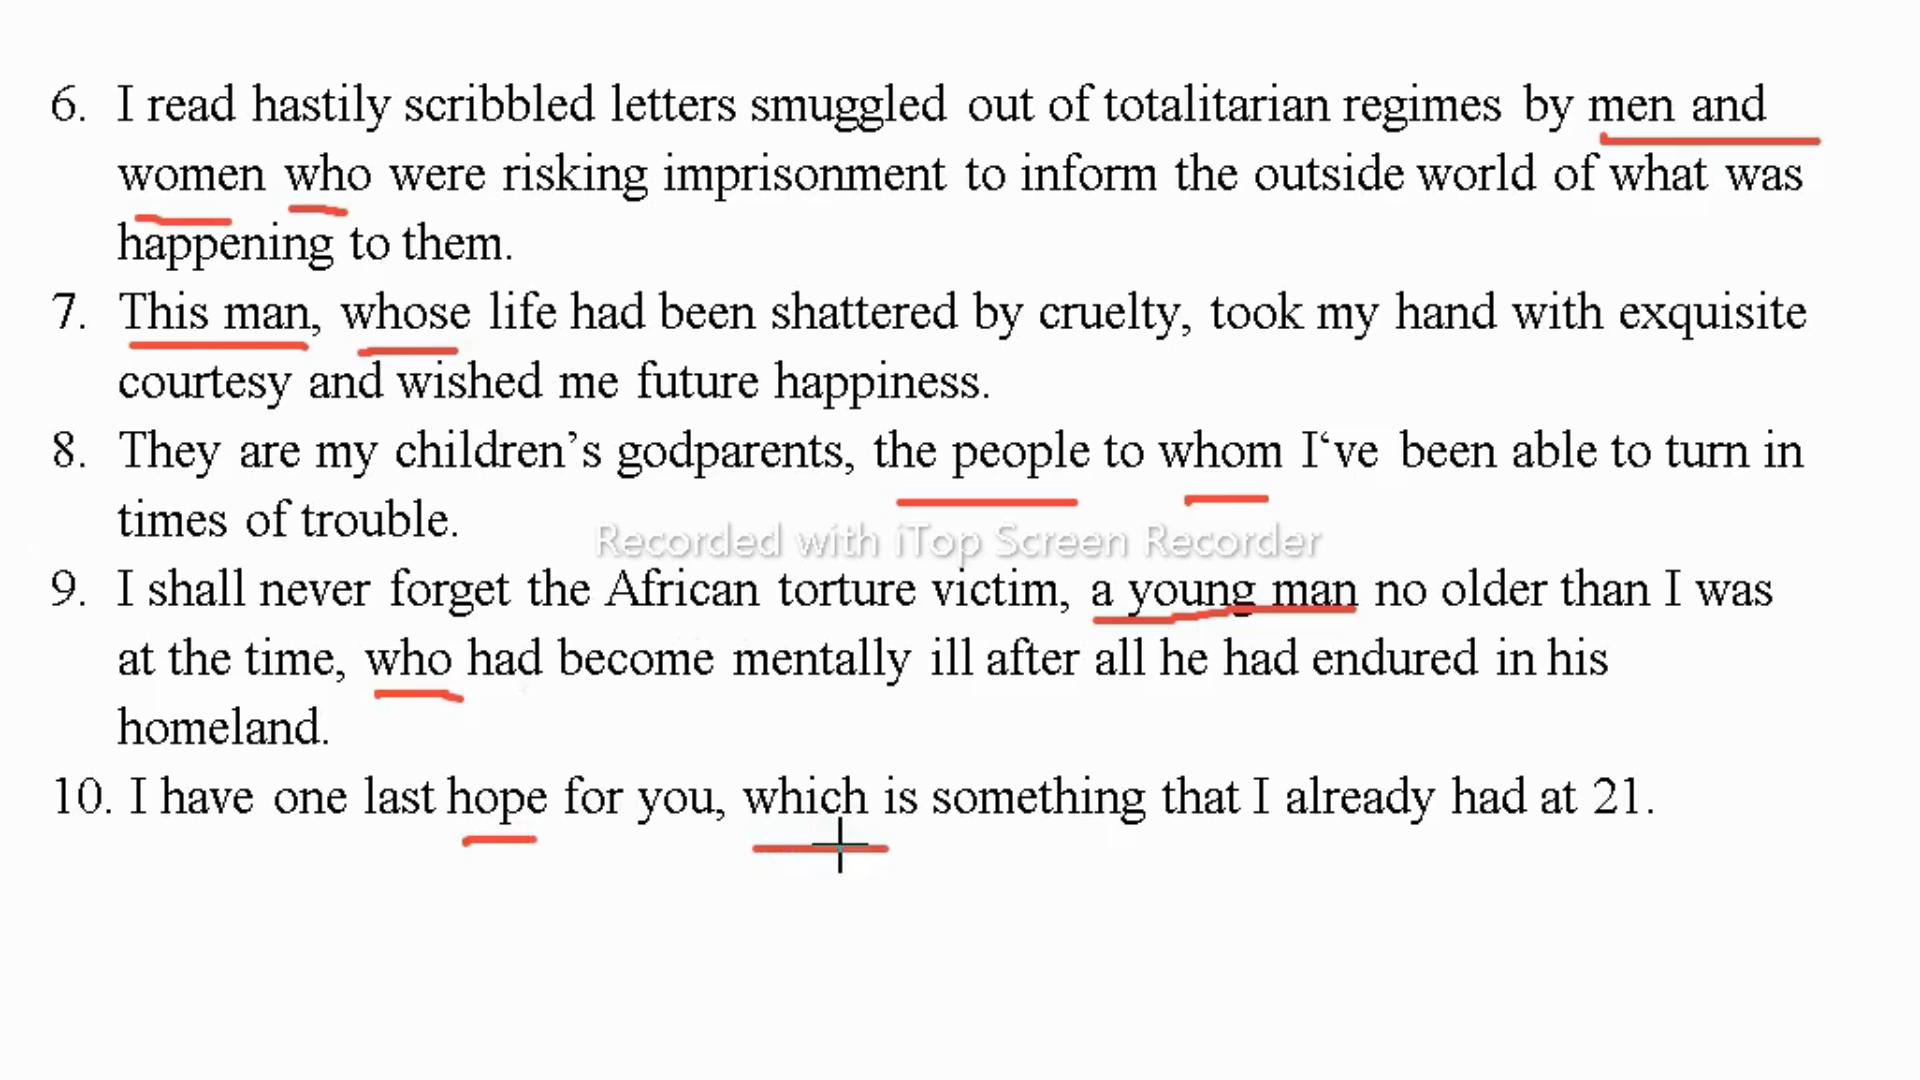 6. I read hastily scribbled letters smuggled out of totalitarian regimes by men and
women who were risking imprisonment to inform the outside world of what was
happening to them.
7. This man, whose life had been shattered by cruelty, took my hand with exquisite
courtesy and wished me future happiness.
8. They are my children’s godparents, the people to whom I‘ve been able to turn in
times of trouble.
Recorded with iTop Screen Recorder
9. I shall never forget the African torture victim, a young man no older than I was
at the time, who had become mentally ill after all he had endured in his
homeland.
10. I have one last hope for you, which is something that I already had at 21.